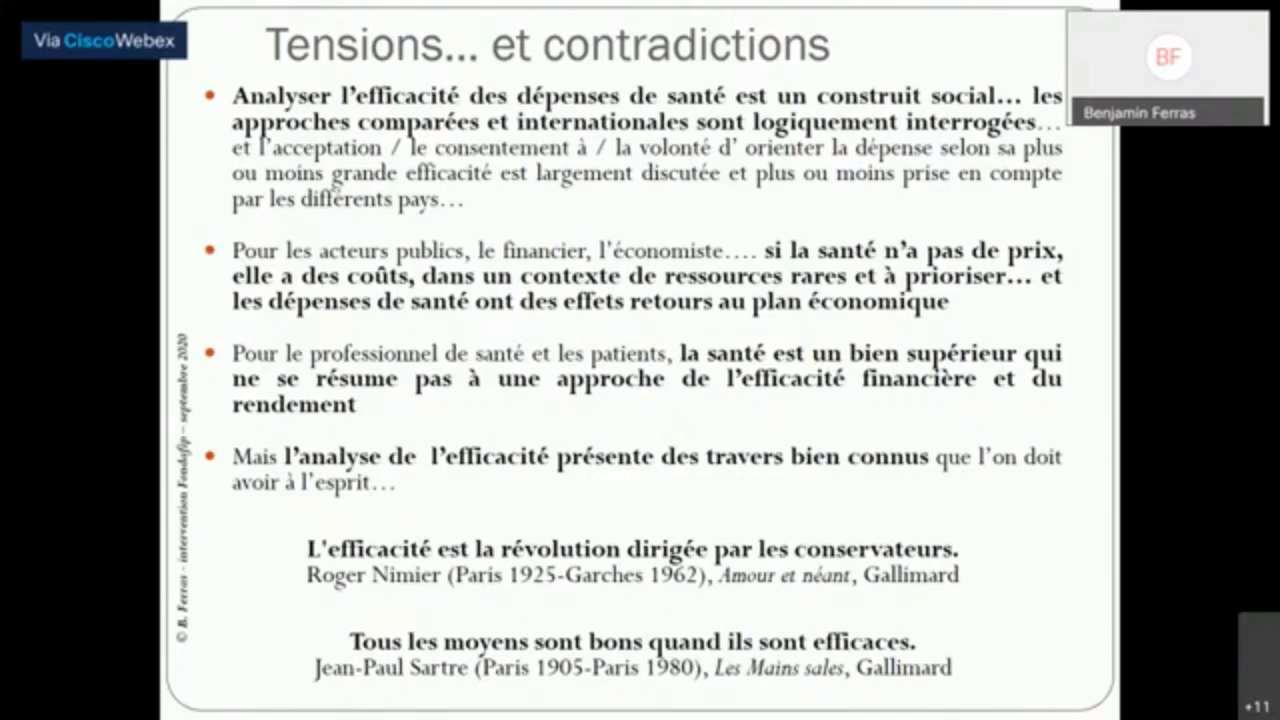 Via CiscoWebex
Tensions… et contradictions
BF
Benjamin Ferras
• Analyser l'efficacité des dépenses de santé est un construit social… les
approches comparées et internationales sont logiquement interrogées…
et l'acceptation / le consentement à / la volonté d' orienter la dépense selon sa plus
ou moins grande efficacité est largement discutée et plus ou moins prise en compte
par les différents pays…
• Pour les acteurs publics, le financier, l'économiste…. si la santé n'a pas de prix,
elle a des coûts, dans un contexte de ressources rares et à prioriser… et
les dépenses de santé ont des effets retours au plan économique
• Pour le professionnel de santé et les patients, la santé est un bien supérieur qui
ne se résume pas à une approche de l'efficacité financière et du
rendement
• Mais l'analyse de  l'efficacité présente des travers bien connus que l'on doit
avoir à l'esprit…
L'efficacité est la révolution dirigée par les conservateurs.
Roger Nimier (Paris 1925-Garches 1962), Amour et néant, Gallimard
Tous les moyens sont bons quand ils sont efficaces.
Jean-Paul Sartre (Paris 1905-Paris 1980), Les Mains sales, Gallimard
© B. Ferras - intervention Fondafip – septembre 2020
+11